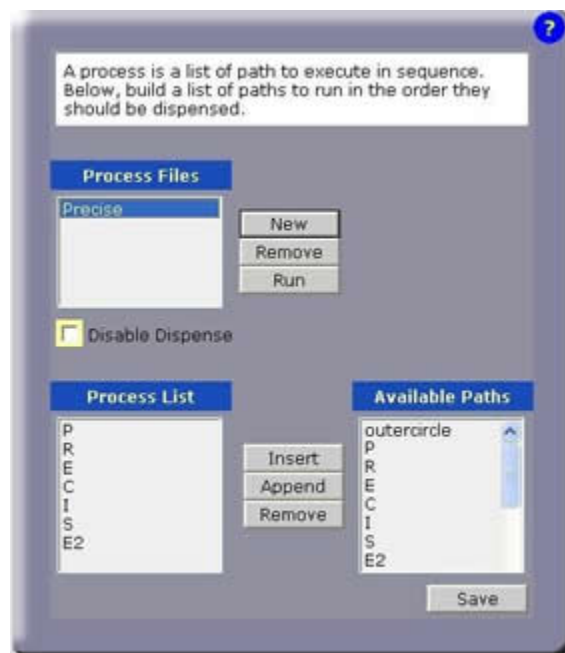 ?
A process is a list of path to execute in sequence.
Below, build a list of paths to run in the order they
should be dispensed.
Process Files
Precise
New
Remove
Run
Disable Dispense
Process List
P
R
E
C
I
S
E2
Insert
Append
Remove
Available Paths
outercircle
P
R
E
C
I
S
E2
Save